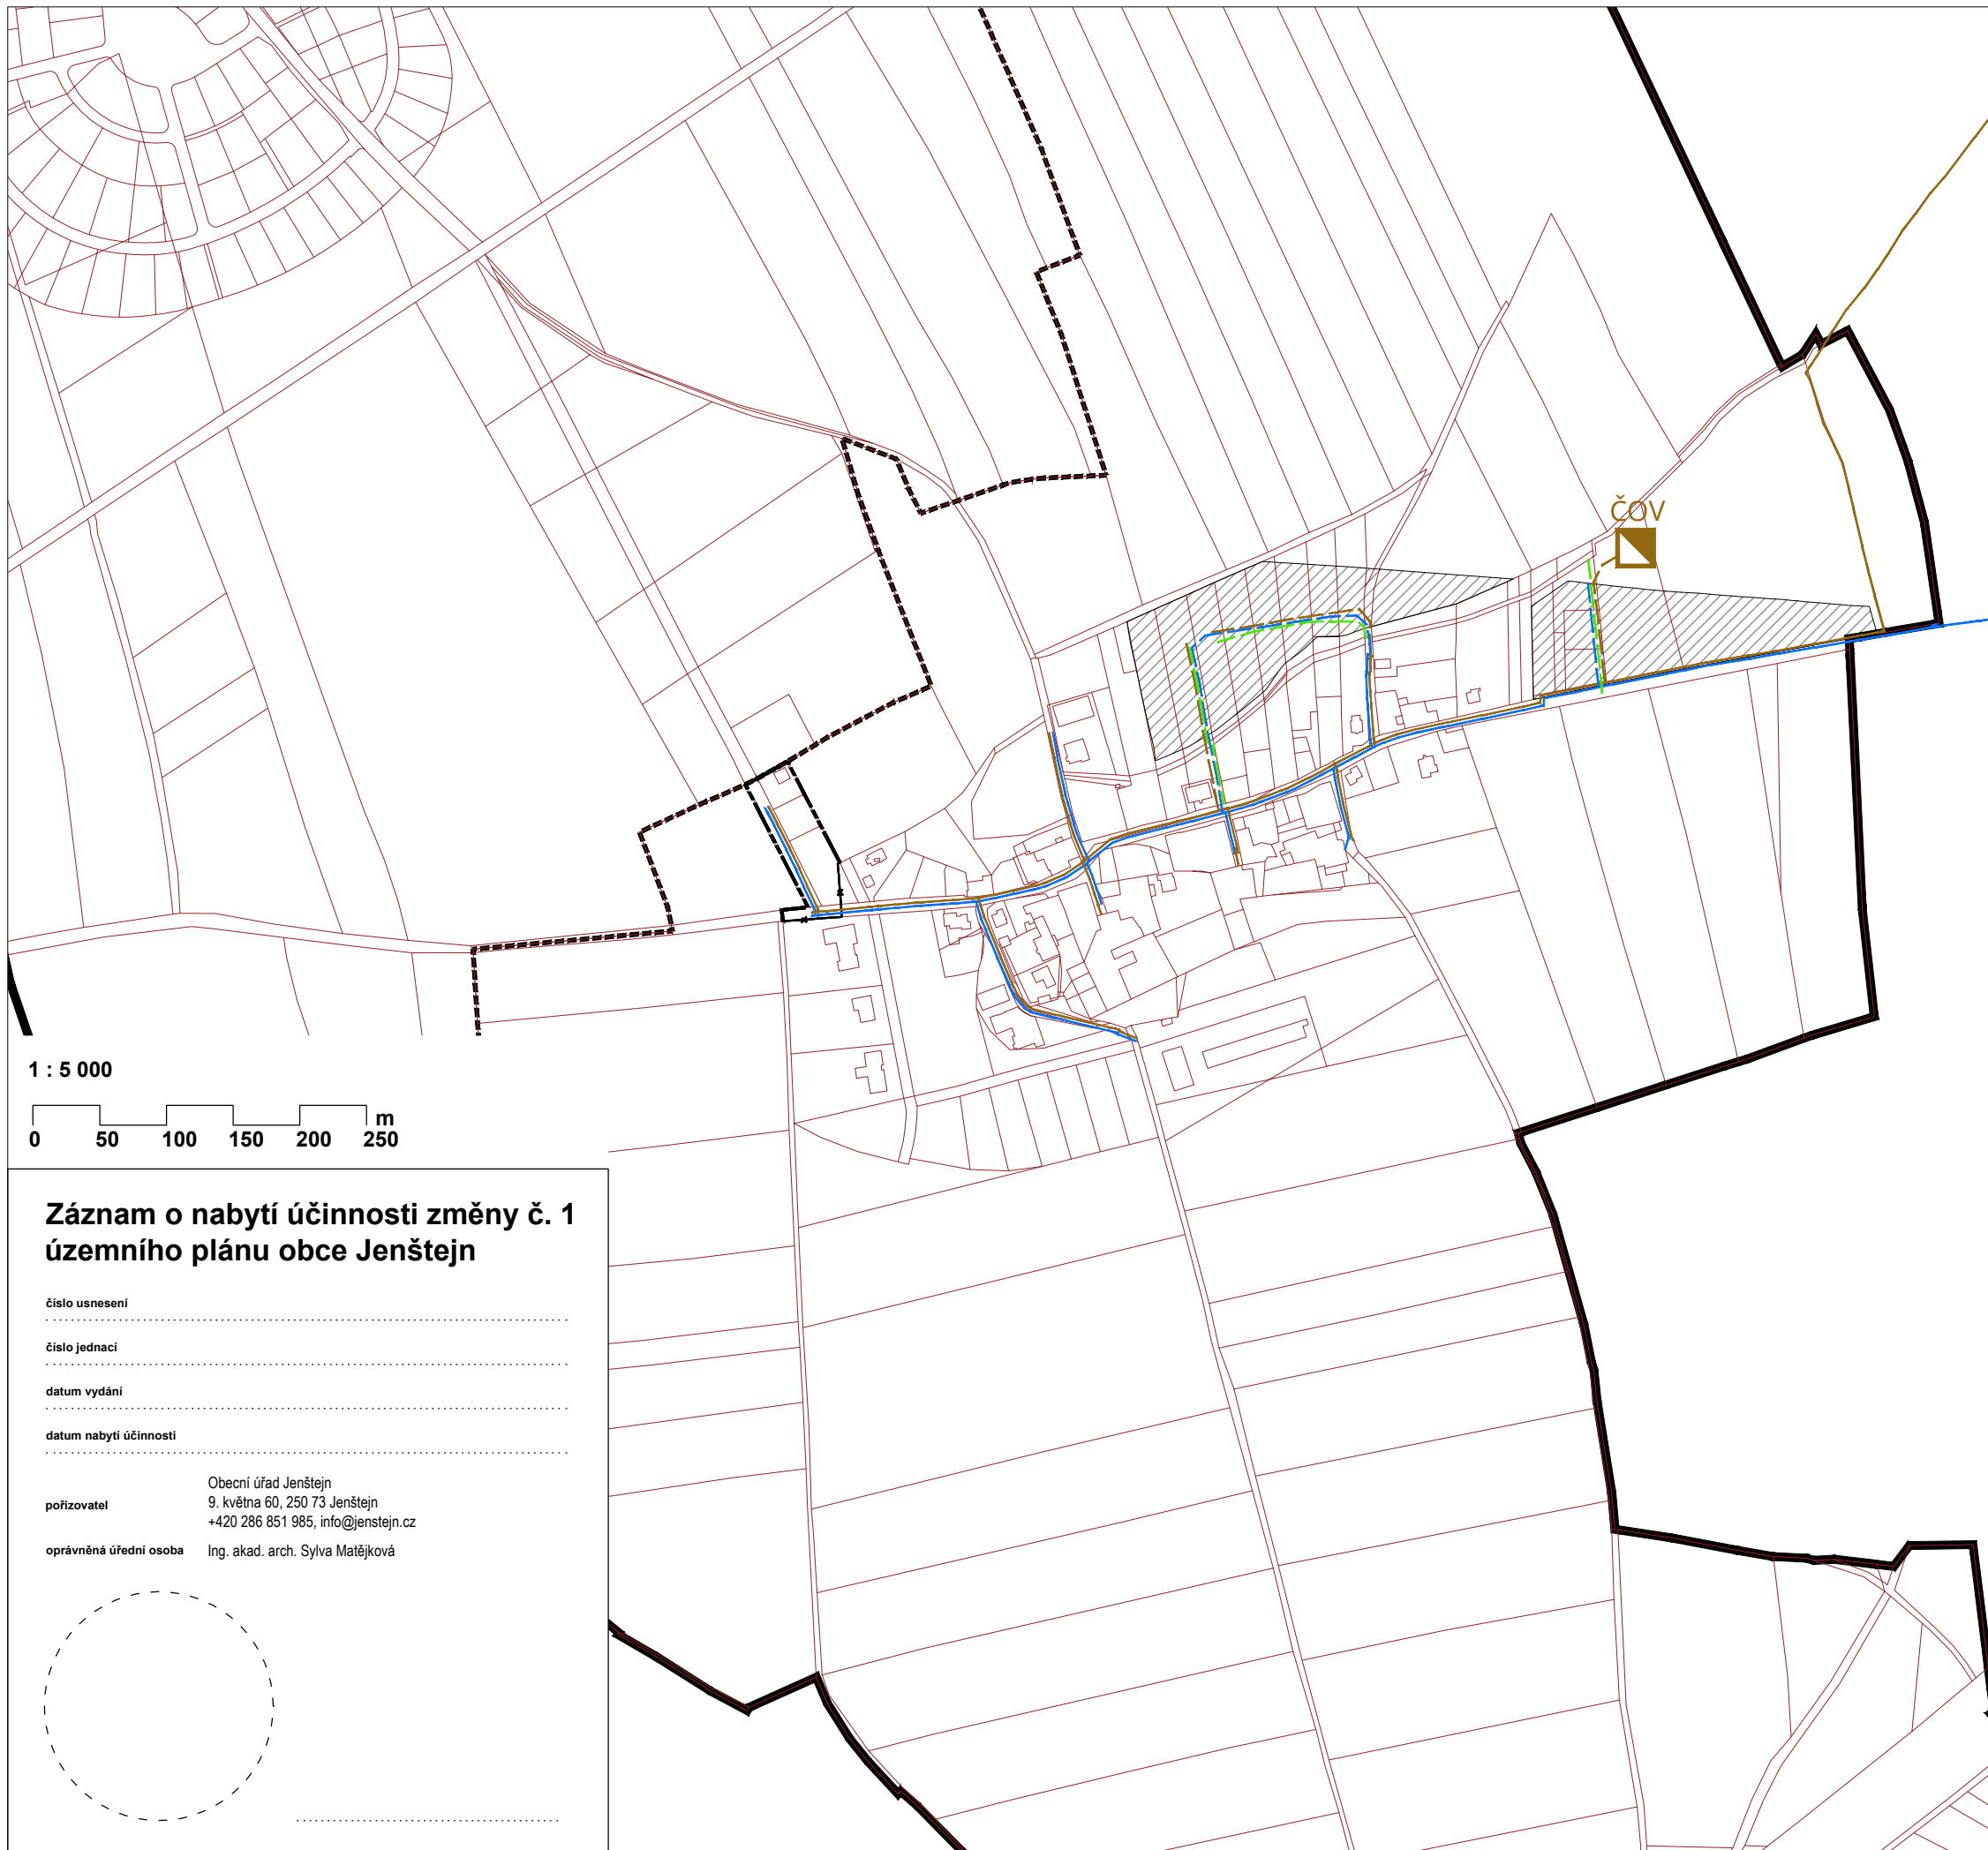 ČOV
1 : 5 000
m
0 50 100 150 200 250
Záznam o nabytí účinnosti změny č. 1
územního plánu obce Jenštejn
číslo usnesení
číslo jednací
datum vydání
datum nabytí účinnosti
pořizovatel
Obecní úřad Jenštejn
9. května 60, 250 73 Jenštejn
+420 286 851 985, info@jenstejn.cz
oprávněná úřední osoba Ing. akad. arch. Sylva Matějková